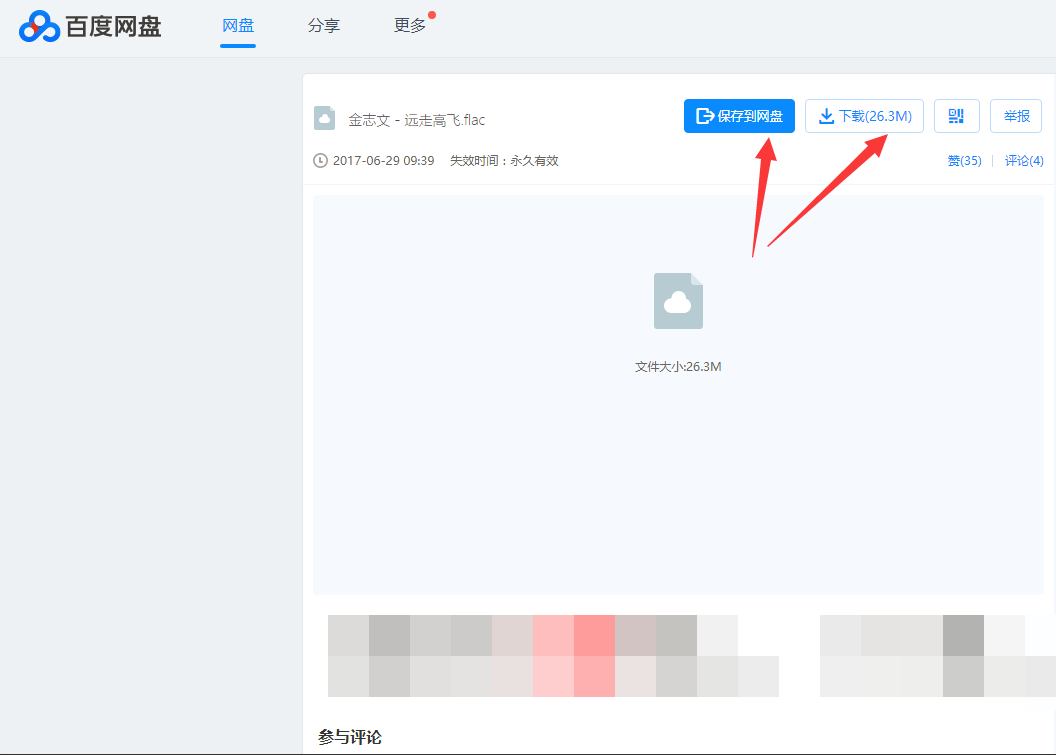 百度网盘 网盘 分享 更多
金志文 - 远走高飞.flac 保存到网盘 下载(26.3M) 举报
2017-06-29 09:39 失效时间：永久有效 赞(35) 评论(4)
文件大小:26.3M
参与评论